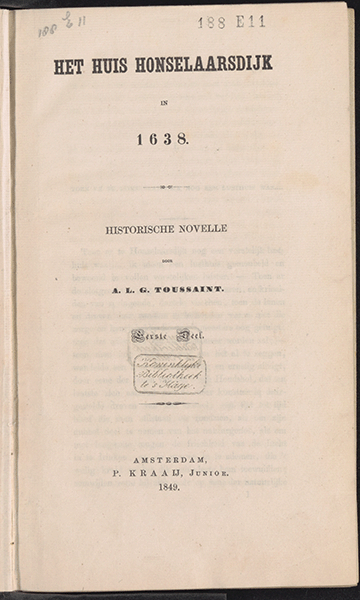 188 E 11
188 E11
HET HUIS HONSELAARSDIJK
IN
1638.
HISTORISCHE NOVELLE
DOOR
A. L. G. TOUSSAINT.
Eerste Deel.
Koninklijke
Bibliotheek
te 's Hage.
AMSTERDAM,
P. KRAAIJ, JUNIOR.
1849.